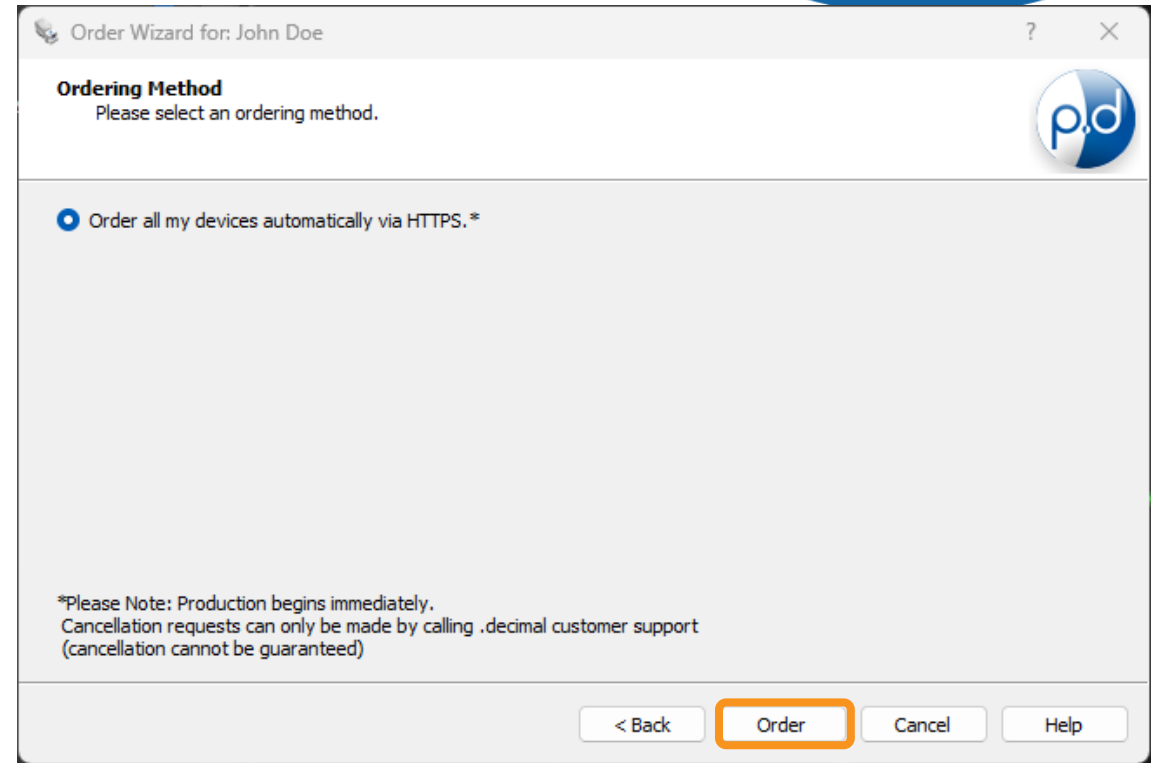 Order Wizard for: John Doe
Ordering Method
Please select an ordering method.
p.d
Order all my devices automatically via HTTPS.*
*Please Note: Production begins immediately.
Cancellation requests can only be made by calling .decimal customer support
(cancellation cannot be guaranteed)
< Back Order Cancel Help